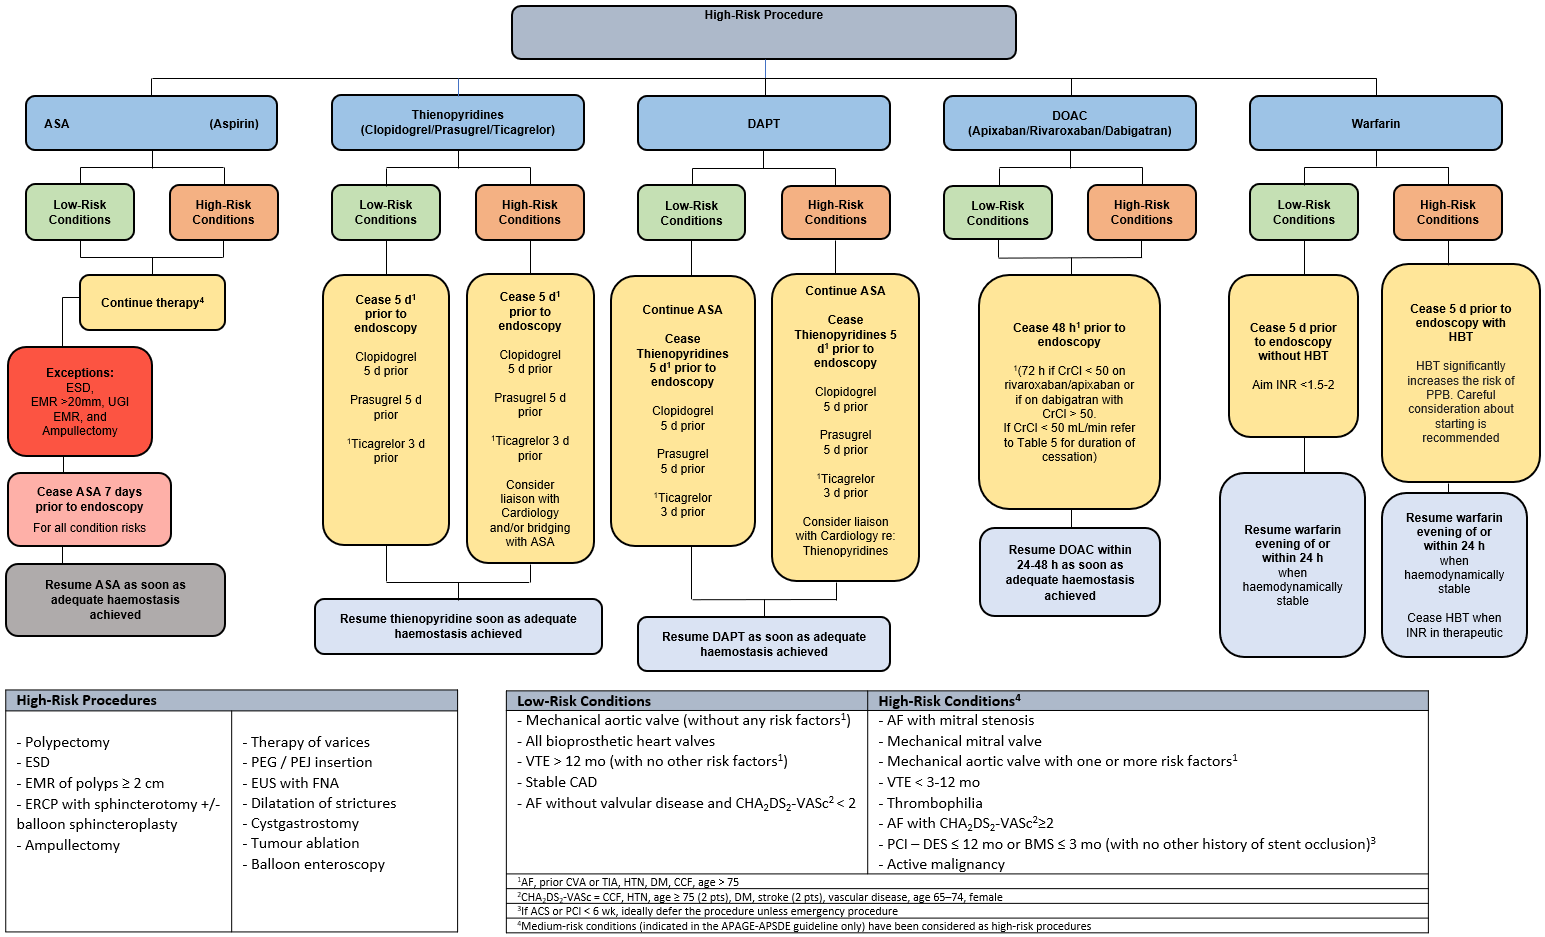 High-Risk Procedure
ASA (Aspirin)
Low-Risk
Conditions
High-Risk
Conditions
Continue therapy⁴
Exceptions:
ESD,
EMR >20mm, UGI
EMR, and
Ampullectomy
Cease ASA 7 days
prior to endoscopy
For all condition risks
Resume ASA as soon as
adequate haemostasis
achieved
Thienopyridines
(Clopidogrel/Prasugrel/Ticagrelor)
Low-Risk
Conditions
High-Risk
Conditions
Cease 5 d¹
prior to
endoscopy
Clopidogrel
5 d prior
Prasugrel 5 d
prior
¹Ticagrelor 3 d
prior
Cease 5 d¹
prior to
endoscopy
Clopidogrel
5 d prior
Prasugrel 5 d
prior
¹Ticagrelor 3 d
prior
Consider
liaison with
Cardiology
and/or bridging
with ASA
Resume thienopyridine soon as adequate
haemostasis achieved
DAPT
Low-Risk
Conditions
High-Risk
Conditions
Continue ASA
Cease
Thienopyridines
5 d¹ prior to
endoscopy
Clopidogrel
5 d prior
Prasugrel
5 d prior
¹Ticagrelor
3 d prior
Continue ASA
Cease
Thienopyridines 5
d¹ prior to
endoscopy
Clopidogrel
5 d prior
Prasugrel
5 d prior
¹Ticagrelor
3 d prior
Consider liaison
with Cardiology re:
Thienopyridines
Resume DAPT as soon as adequate
haemostasis achieved
DOAC
(Apixaban/Rivaroxaban/Dabigatran)
Low-Risk
Conditions
High-Risk
Conditions
Cease 48 h¹ prior to
endoscopy
¹(72 h if CrCl < 50 on
rivaroxaban/apixaban or
if on dabigatran with
CrCl > 50.
If CrCl < 50 mL/min refer
to Table 5 for duration of
cessation)
Resume DOAC within
24-48 h as soon as
adequate haemostasis
achieved
Warfarin
Low-Risk
Conditions
High-Risk
Conditions
Cease 5 d prior
to endoscopy
without HBT
Aim INR <1.5-2
Resume warfarin
evening of or
within 24 h
when
haemodynamically
stable
Cease 5 d prior to
endoscopy with
HBT
HBT significantly
increases the risk of
PPB. Careful
consideration about
starting is
recommended
Resume warfarin
evening of or
within 24 h
when
haemodynamically
stable
Cease HBT when
INR in therapeutic
High-Risk Procedures
- Polypectomy
- ESD
- EMR of polyps ≥ 2 cm
- ERCP with sphincterotomy +/-
balloon sphincteroplasty
- Ampullectomy
- Therapy of varices
- PEG / PEJ insertion
- EUS with FNA
- Dilatation of strictures
- Cystgastrostomy
- Tumour ablation
- Balloon enteroscopy
Low-Risk Conditions
- Mechanical aortic valve (without any risk factors¹)
- All bioprosthetic heart valves
- VTE > 12 mo (with no other risk factors¹)
- Stable CAD
- AF without valvular disease and CHA₂DS₂-VASc² < 2
High-Risk Conditions⁴
- AF with mitral stenosis
- Mechanical mitral valve
- Mechanical aortic valve with one or more risk factors¹
- VTE < 3-12 mo
- Thrombophilia
- AF with CHA₂DS₂-VASc²≥2
- PCI – DES ≤ 12 mo or BMS ≤ 3 mo (with no other history of stent occlusion)³
- Active malignancy
¹AF, prior CVA or TIA, HTN, DM, CCF, age > 75
²CHA₂DS₂-VASc = CCF, HTN, age ≥ 75 (2 pts), DM, stroke (2 pts), vascular disease, age 65–74, female
³If ACS or PCI < 6 wk, ideally defer the procedure unless emergency procedure
⁴Medium-risk conditions (indicated in the APAGE-APSDE guideline only) have been considered as high-risk procedures